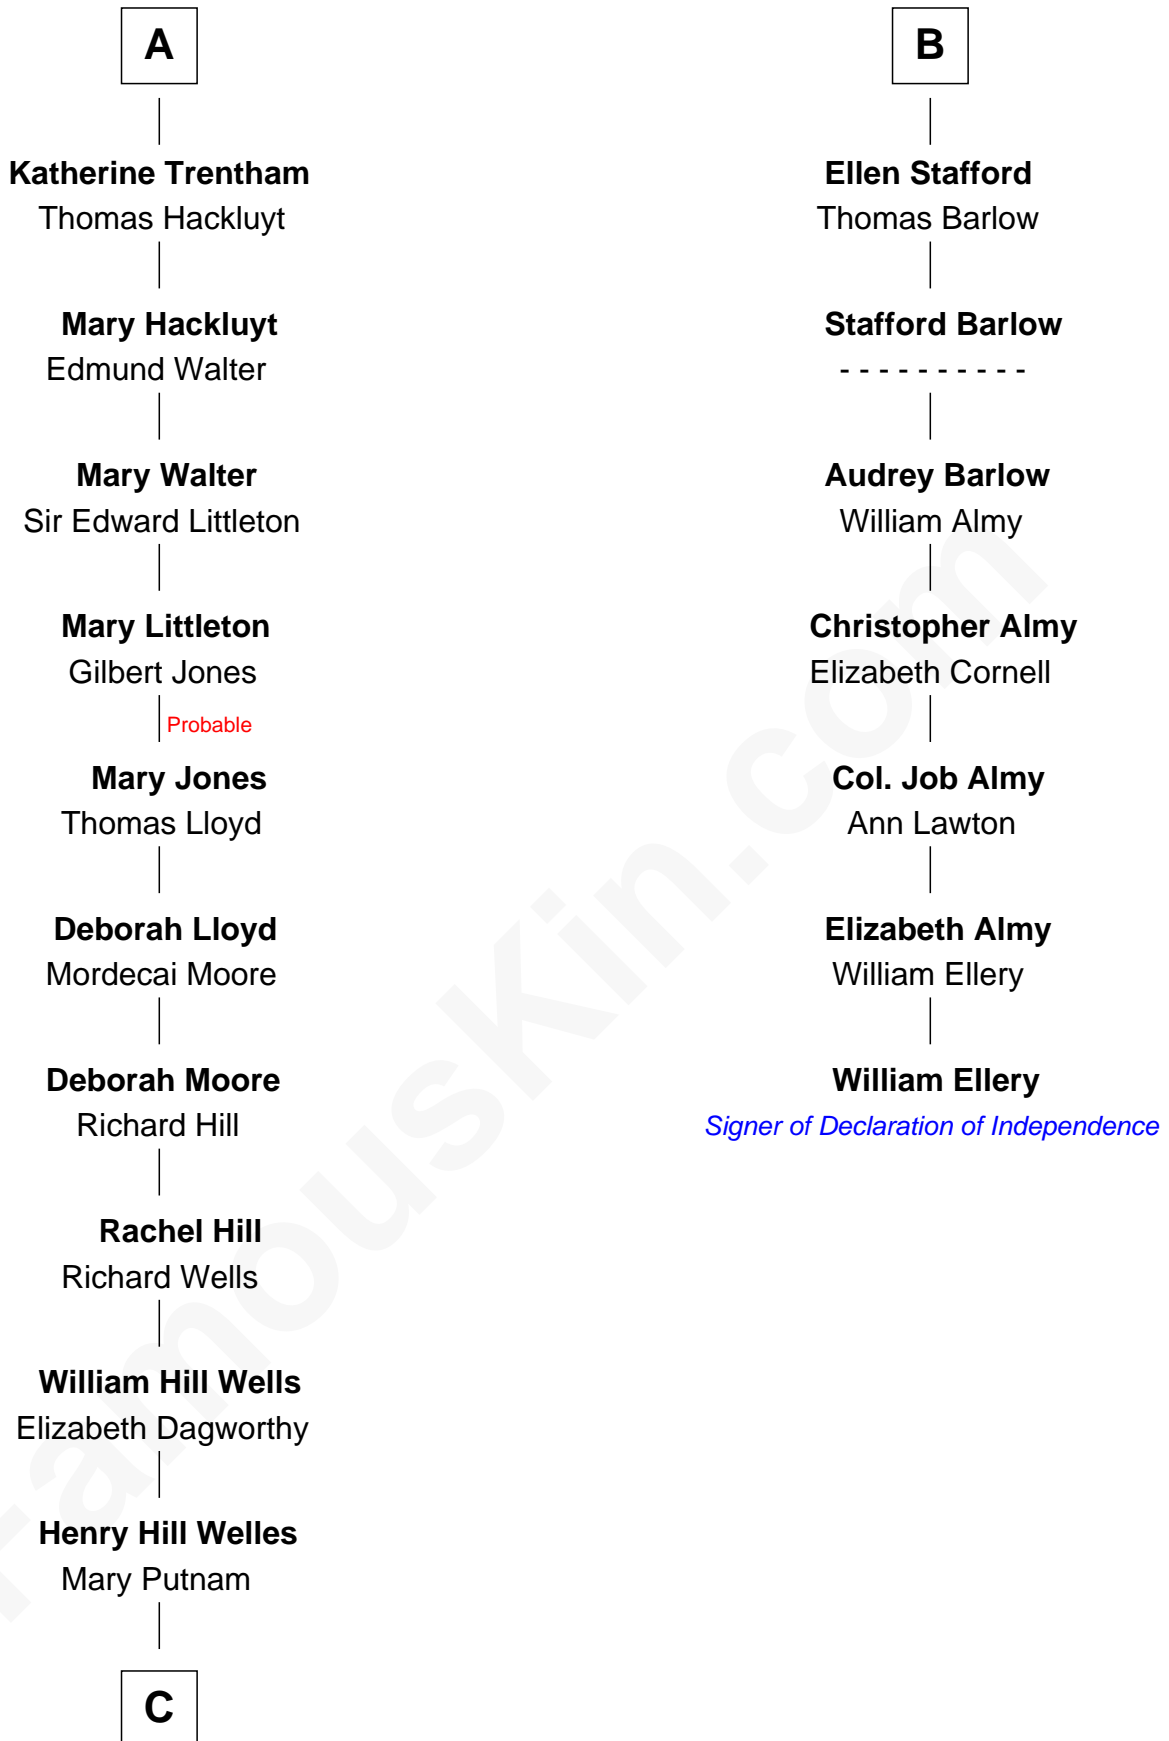 A
Katherine Trentham
Thomas Hackluyt
Mary Hackluyt
Edmund Walter
Mary Walter
Sir Edward Littleton
Mary Littleton
Gilbert Jones
Probable
Mary Jones
Thomas Lloyd
Deborah Lloyd
Mordecai Moore
Deborah Moore
Richard Hill
Rachel Hill
Richard Wells
William Hill Wells
Elizabeth Dagworthy
Henry Hill Welles
Mary Putnam
C
B
Ellen Stafford
Thomas Barlow
Stafford Barlow
- - - - - - - - - -
Audrey Barlow
William Almy
Christopher Almy
Elizabeth Cornell
Col. Job Almy
Ann Lawton
Elizabeth Almy
William Ellery
William Ellery
Signer of Declaration of Independence
FamousKin.com